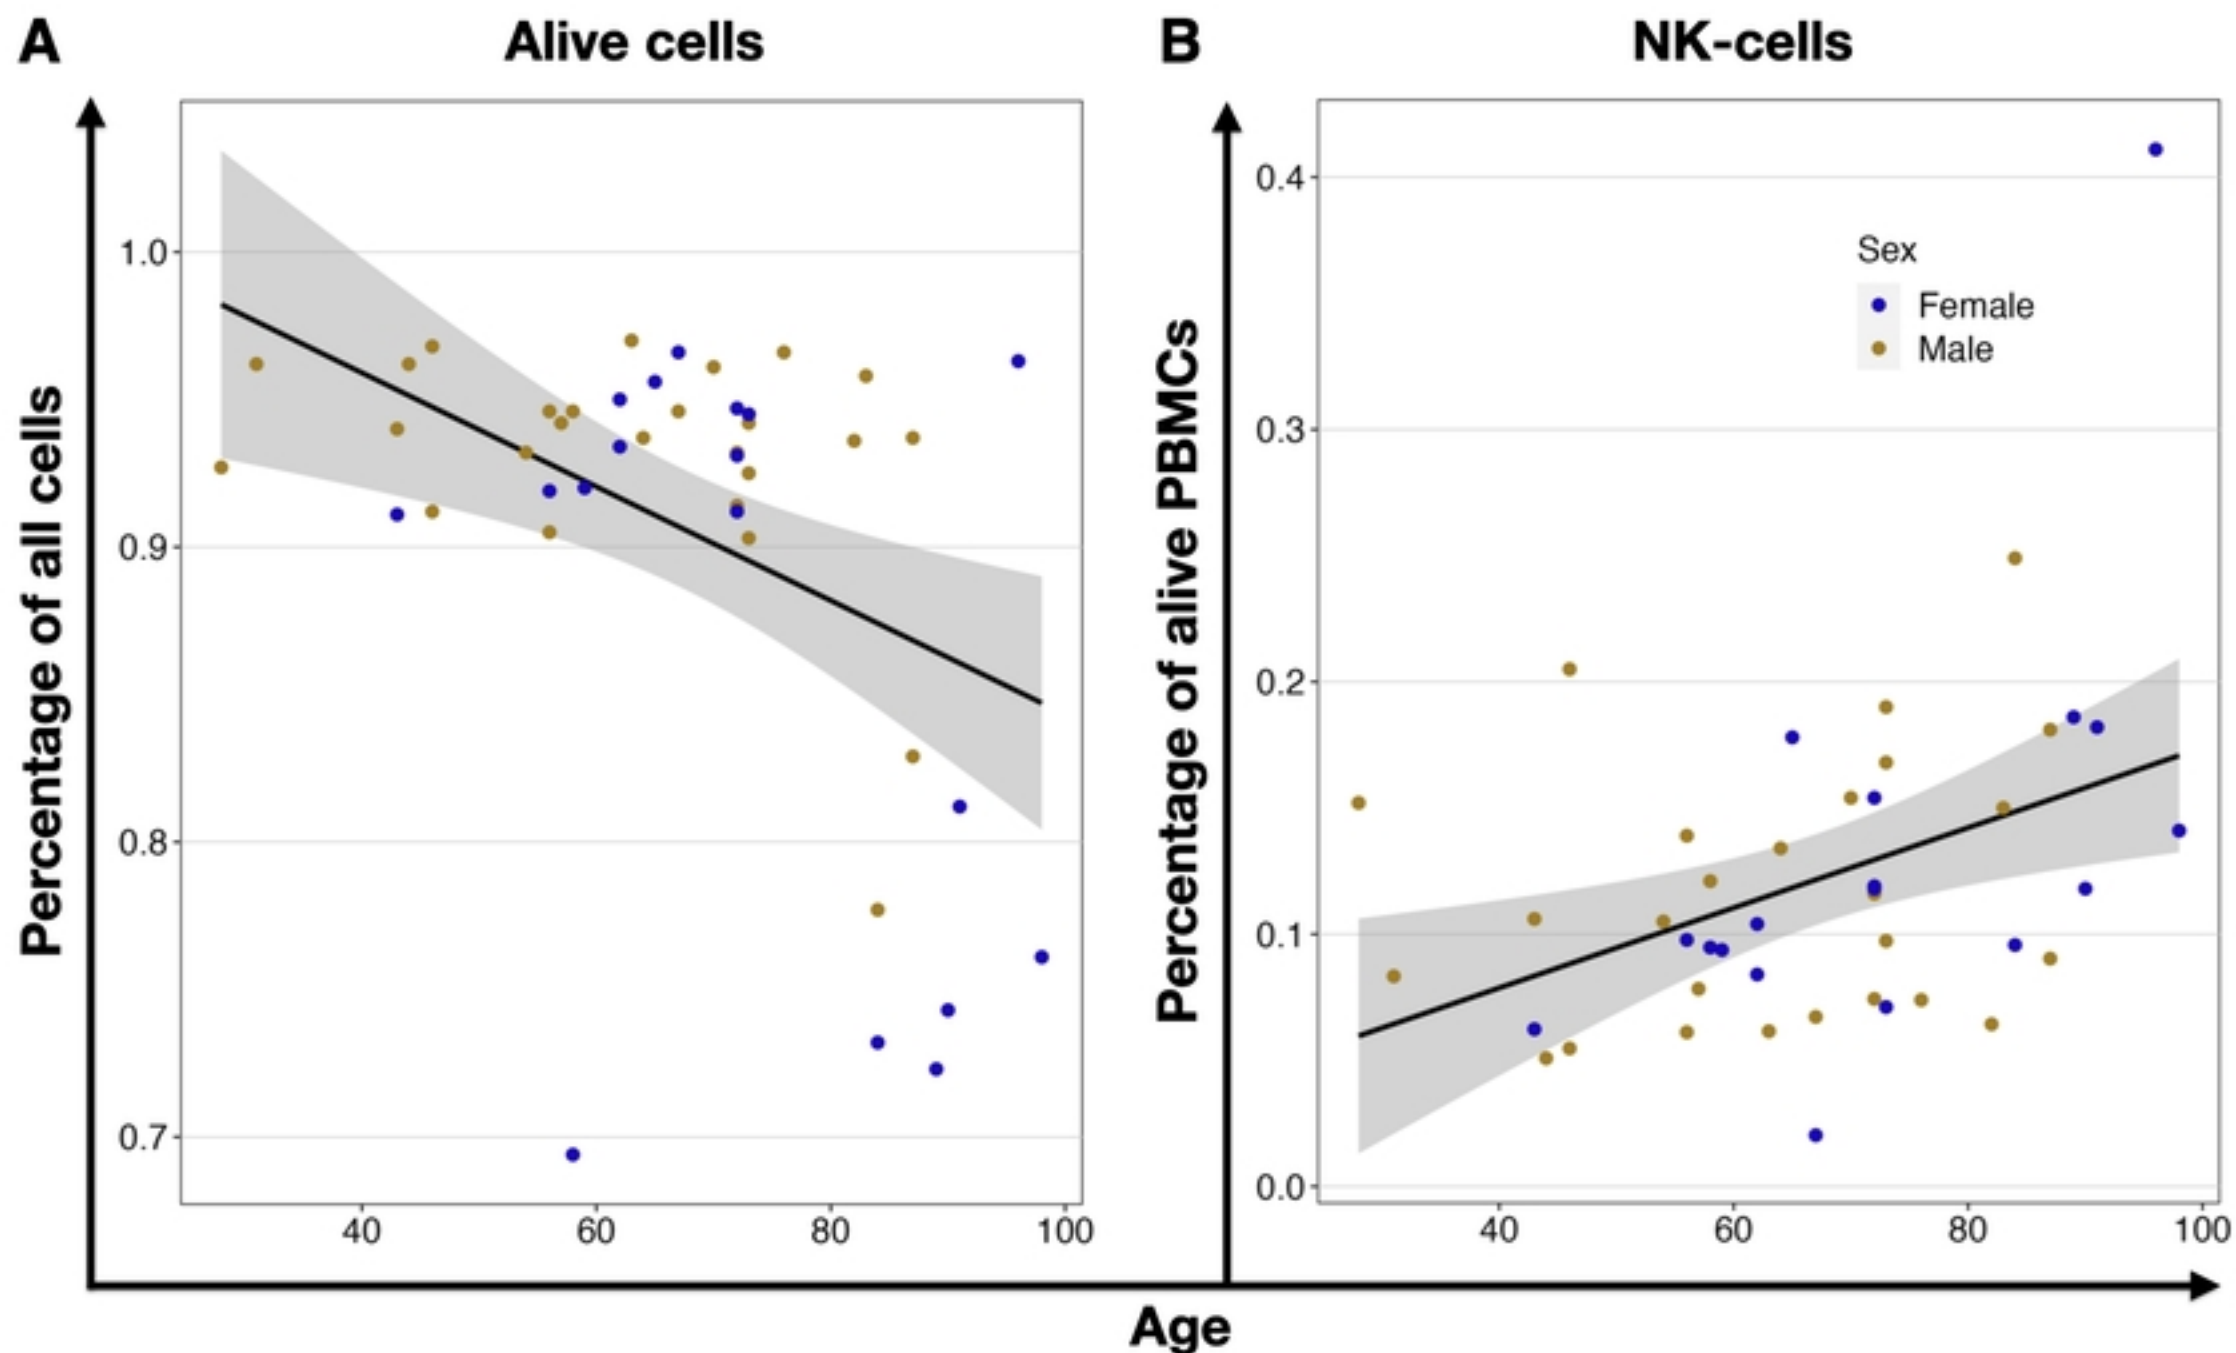 A
Alive cells
B
NK-cells
Percentage of all cells
1.0
0.9
0.8
0.7
40
60
80
100
Percentage of alive PBMCs
0.4
0.3
0.2
0.1
0.0
Sex
Female
Male
40
60
80
100
Age